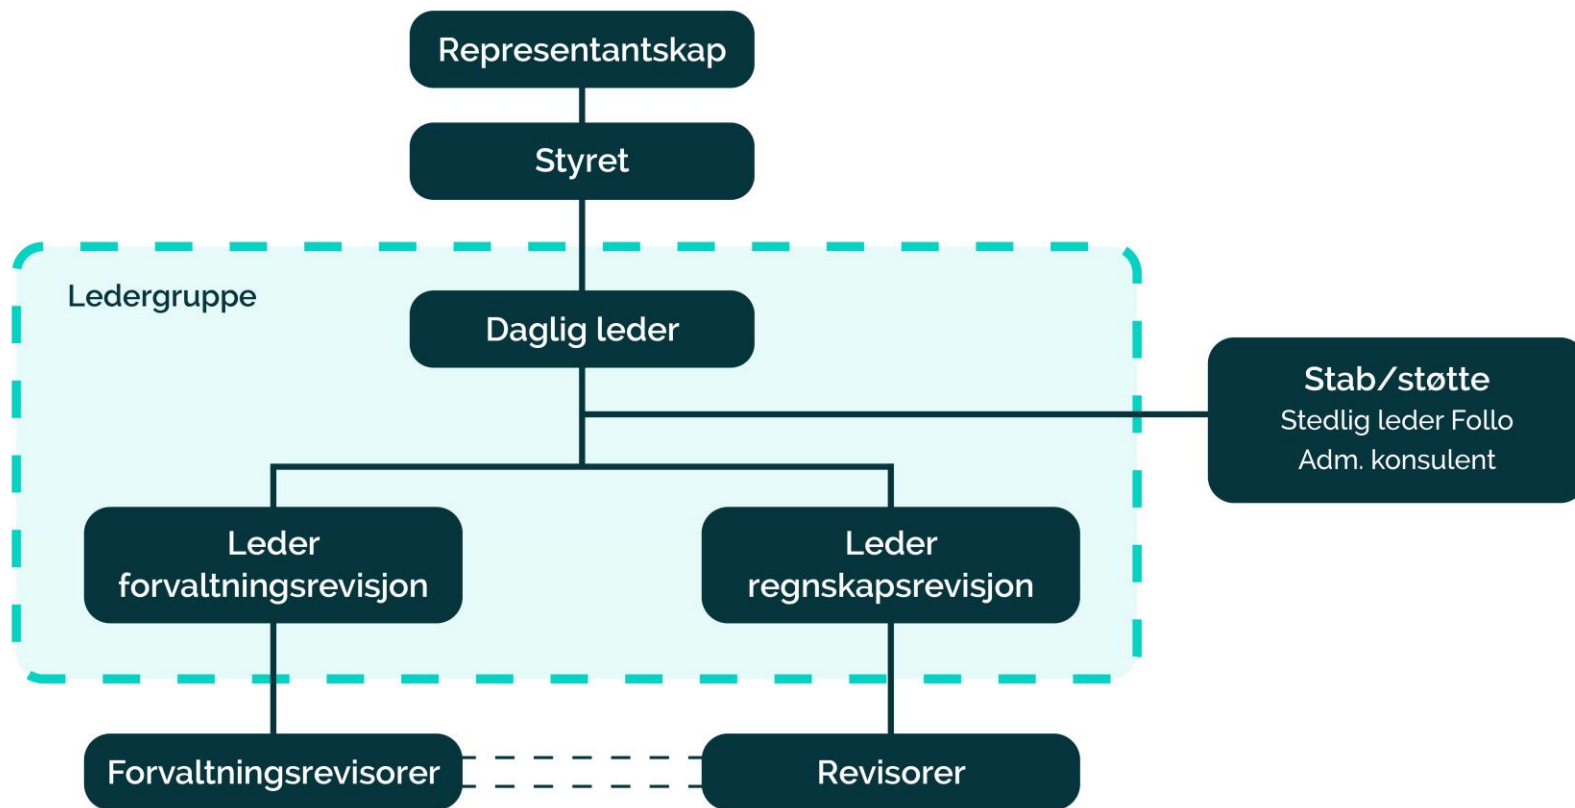 Representantskap
Styret
Ledergruppe
Daglig leder
Stab/støtte
Stedlig leder Follo
Adm. konsulent
Leder
forvaltningsrevisjon
Leder
regnskapsrevisjon
Forvaltningsrevisorer
Revisorer